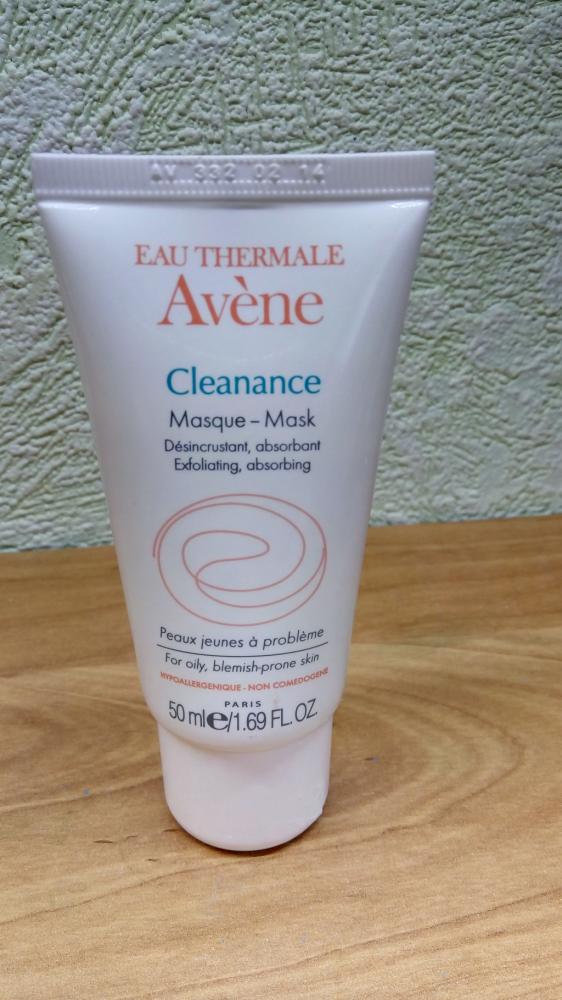 AV 332 02 14
EAU THERMALE
Avène
Cleanance
Masque – Mask
Désincrustant, absorbant
Exfoliating, absorbing
Peaux jeunes à problème
For oily, blemish-prone skin
HYPOALLERGENIQUE - NON COMEDOGENE
PARIS
50 ml e/1.69 FL. OZ.